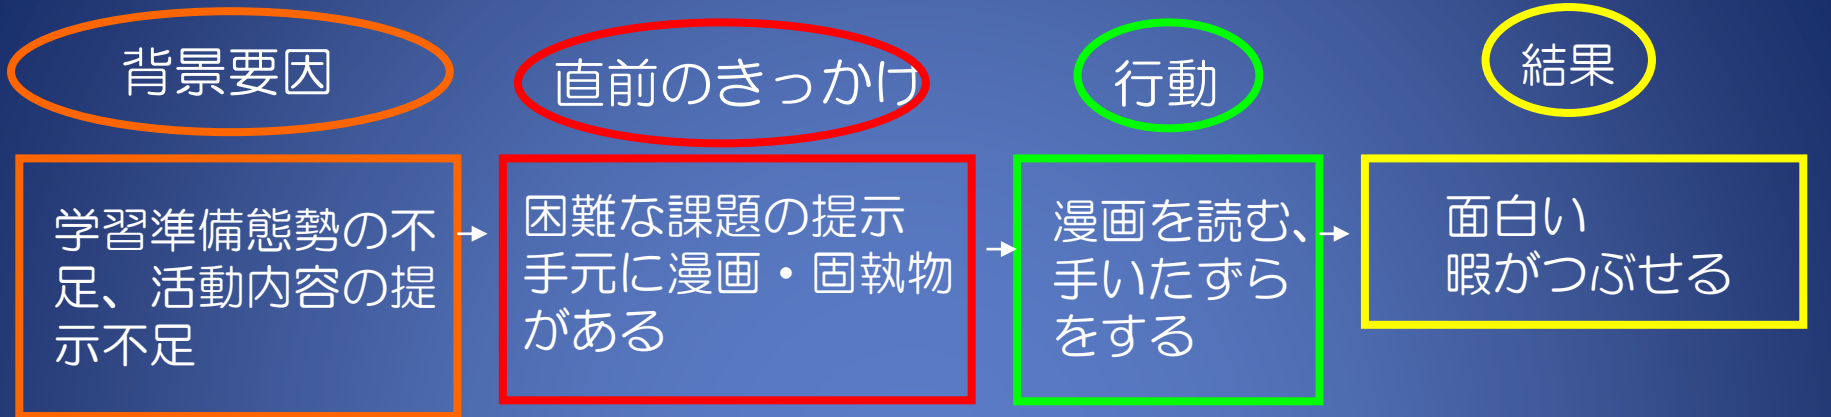 背景要因
直前のきっかけ
行動
結果
学習準備態勢の不
足、活動内容の提
示不足
困難な課題の提示
手元に漫画・固執物
がある
漫画を読む、
手いたずら
をする
面白い
暇がつぶせる